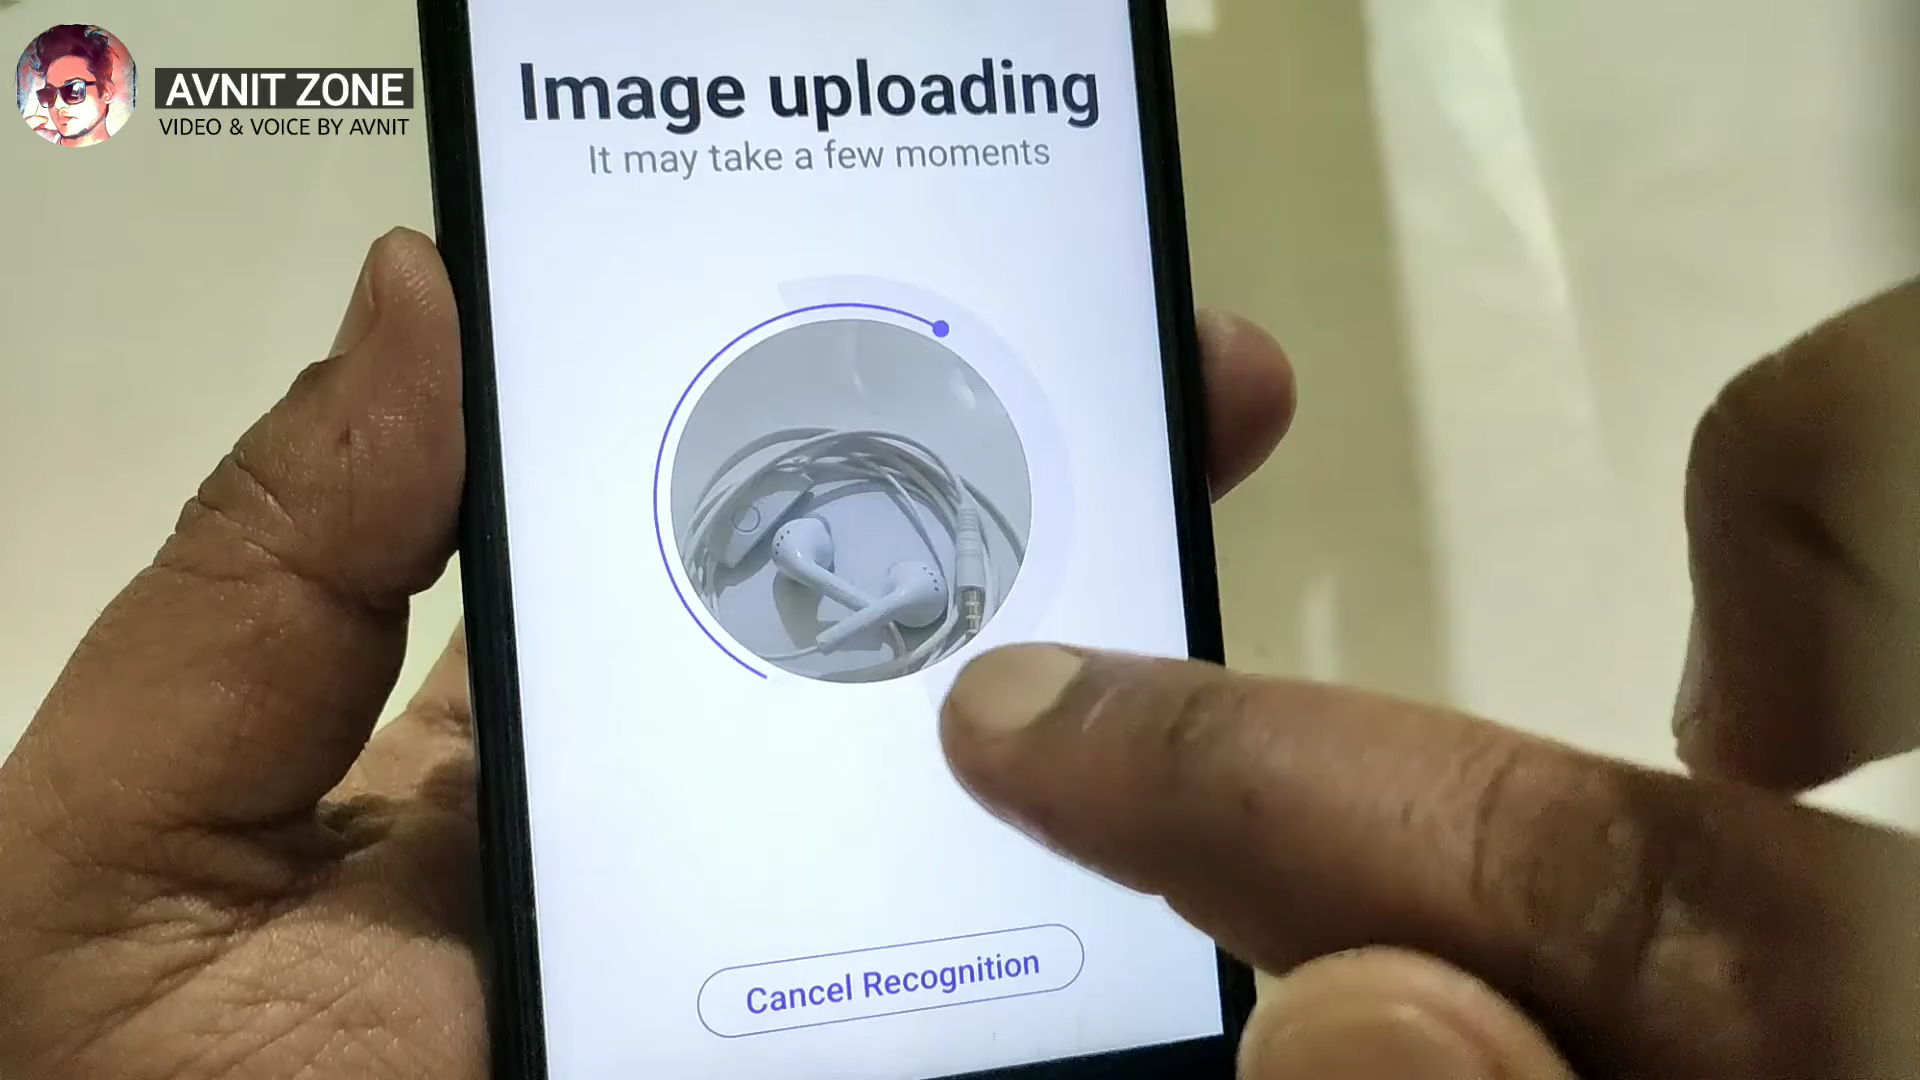 AVNIT ZONE
VIDEO & VOICE BY AVNIT
Image uploading
It may take a few moments
Cancel Recognition